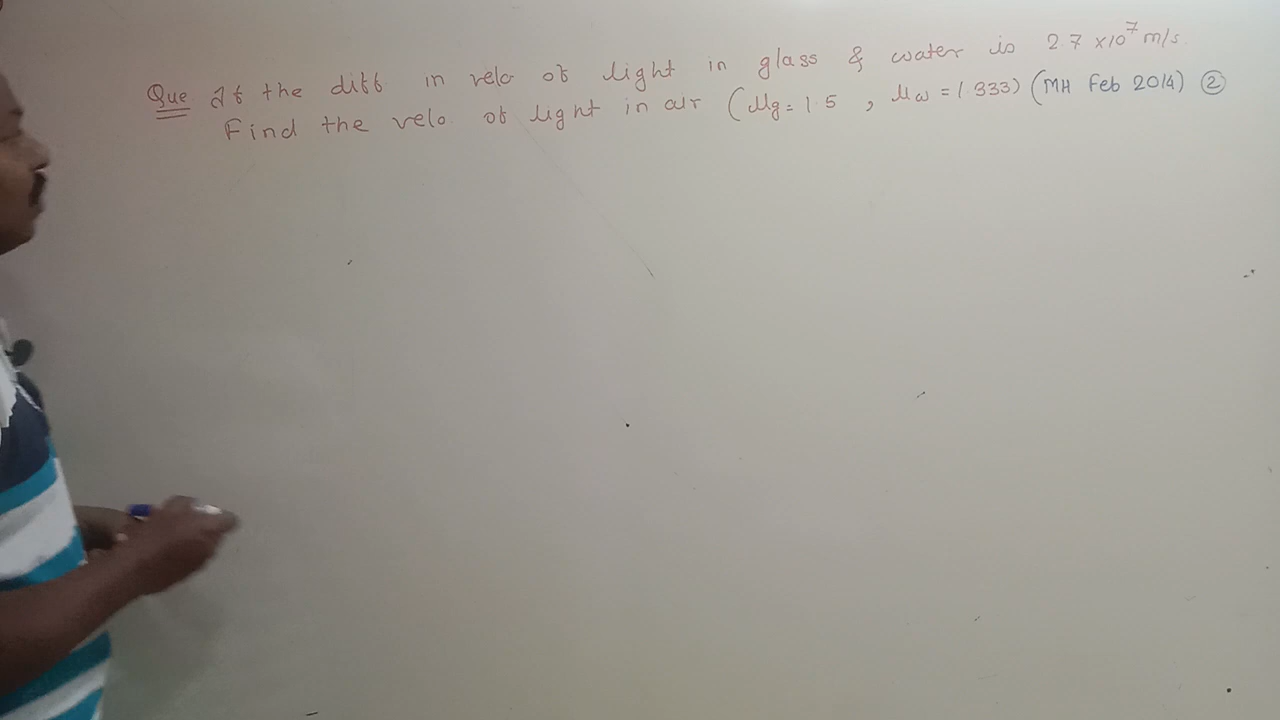 Que If the diff in velo of light in glass & water is 2.7 x10⁷ m/s
Find the velo of light in air (μg = 1.5 , μω = 1.333) (MH Feb 2014) ②